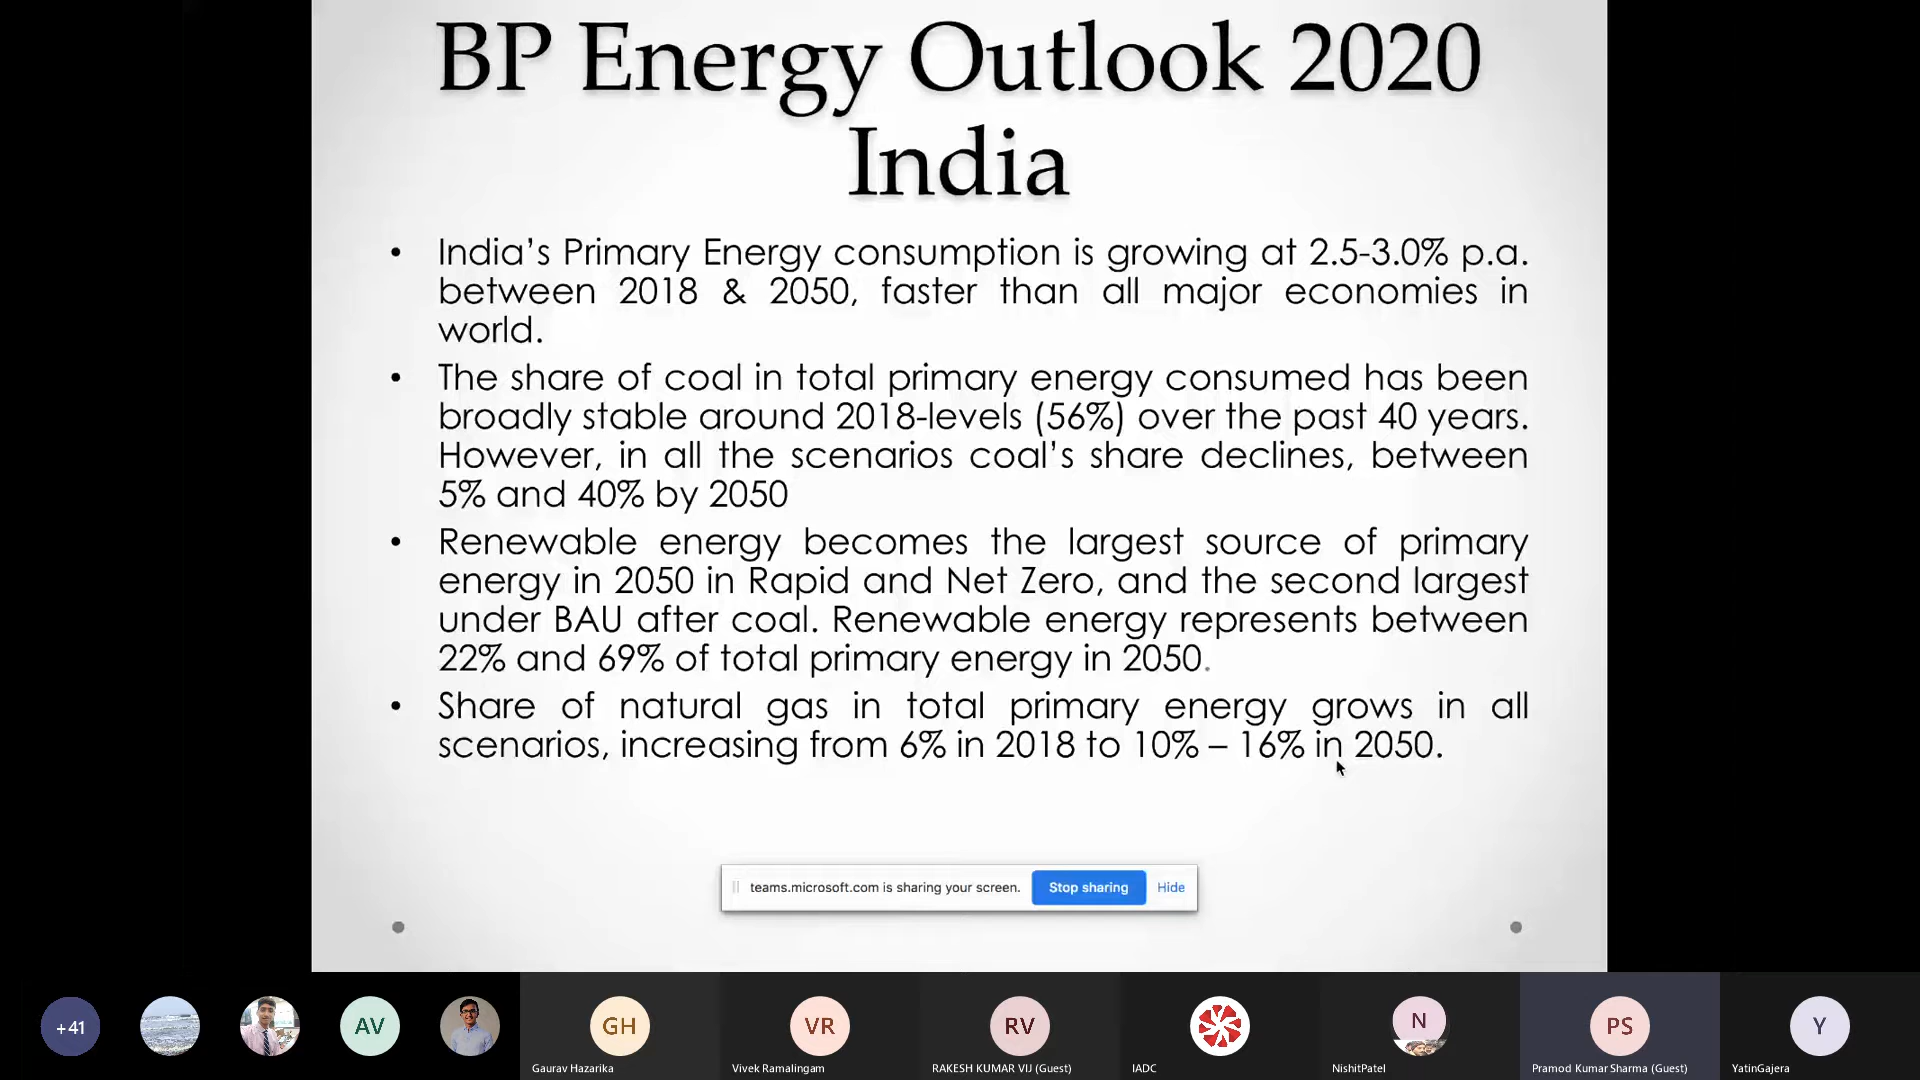 BP Energy Outlook 2020
India
• India’s Primary Energy consumption is growing at 2.5-3.0% p.a.
between 2018 & 2050, faster than all major economies in
world.
• The share of coal in total primary energy consumed has been
broadly stable around 2018-levels (56%) over the past 40 years.
However, in all the scenarios coal’s share declines, between
5% and 40% by 2050
• Renewable energy becomes the largest source of primary
energy in 2050 in Rapid and Net Zero, and the second largest
under BAU after coal. Renewable energy represents between
22% and 69% of total primary energy in 2050.
• Share of natural gas in total primary energy grows in all
scenarios, increasing from 6% in 2018 to 10% – 16% in 2050.
teams.microsoft.com is sharing your screen. Stop sharing Hide
+41 AV GH VR RV N PS Y
Gaurav Hazarika Vivek Ramalingam RAKESH KUMAR VIJ (Guest) IADC NishitPatel Pramod Kumar Sharma (Guest) YatinGajera